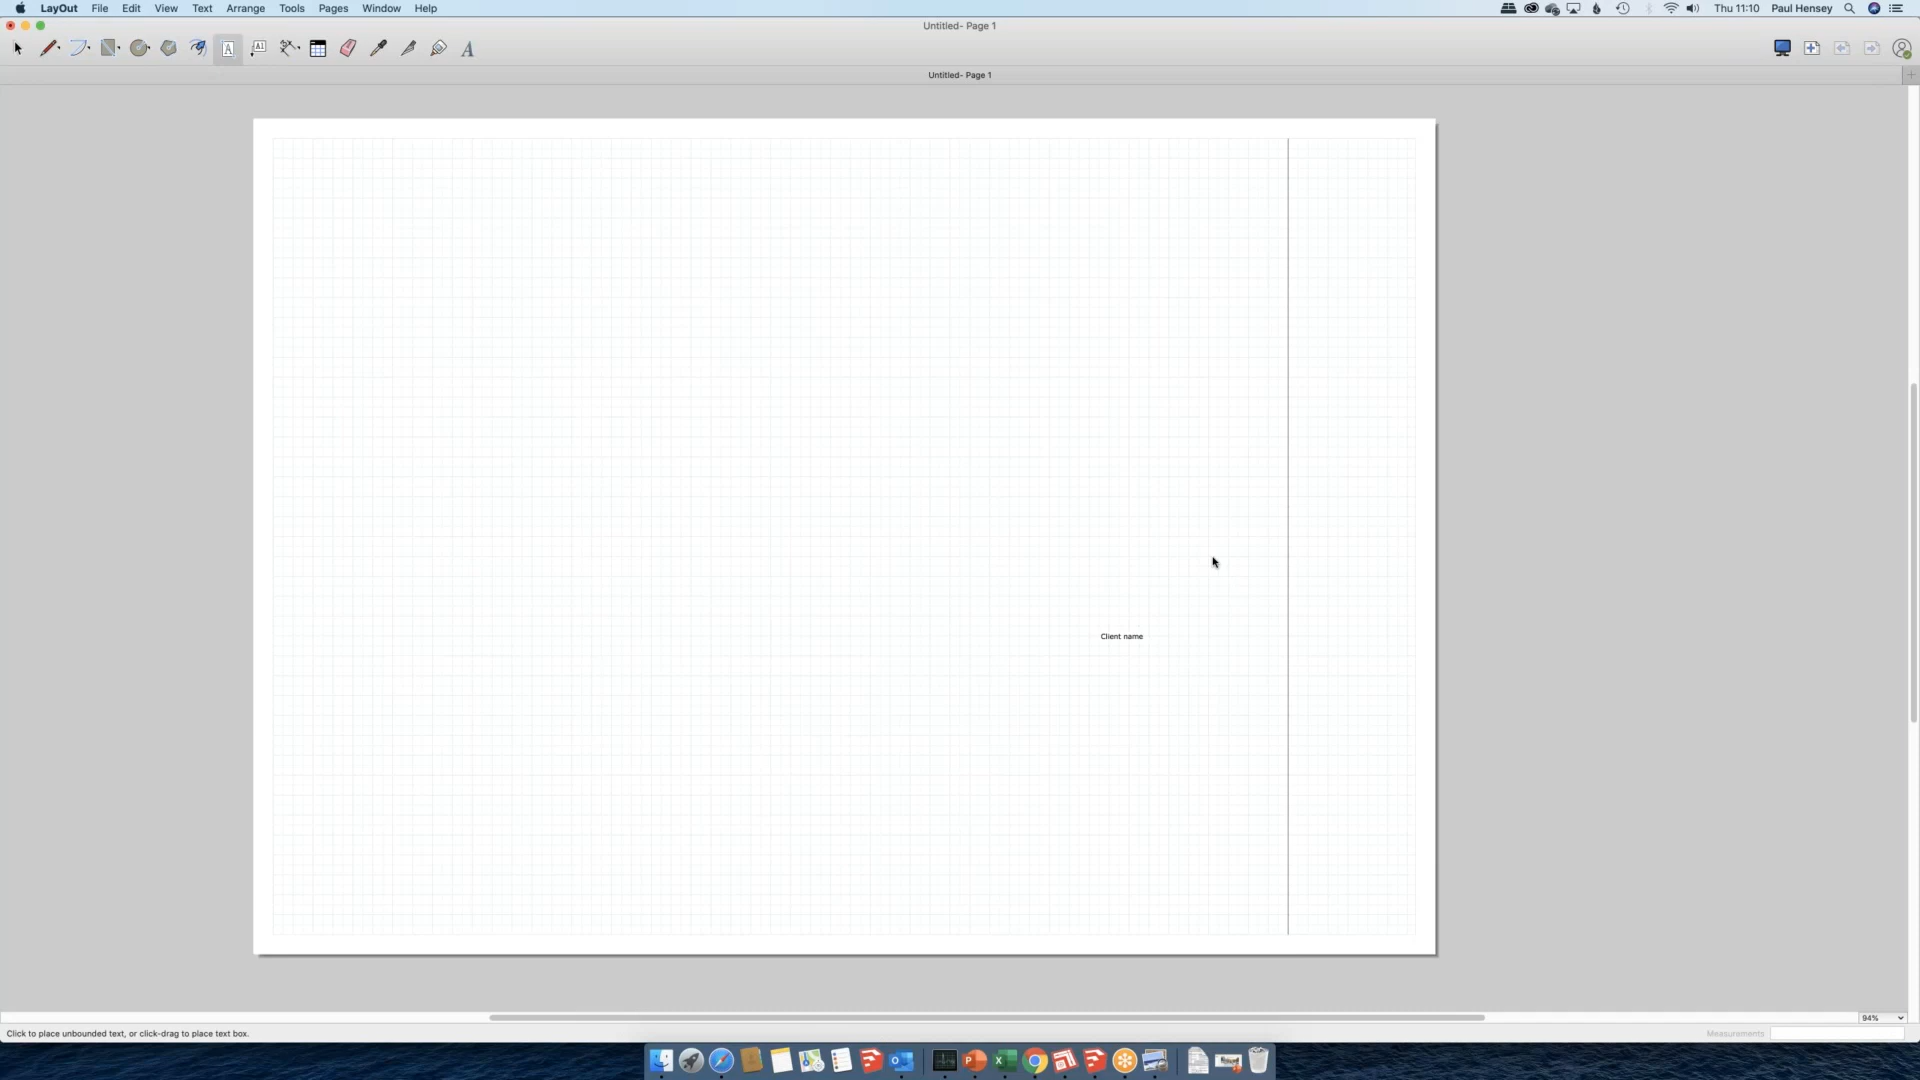 LayOut File Edit View Text Arrange Tools Pages Window Help
Thu 11:10 Paul Hensey
Untitled- Page 1
Untitled- Page 1
Client name
94%
Click to place unbounded text, or click-drag to place text box.
Measurements